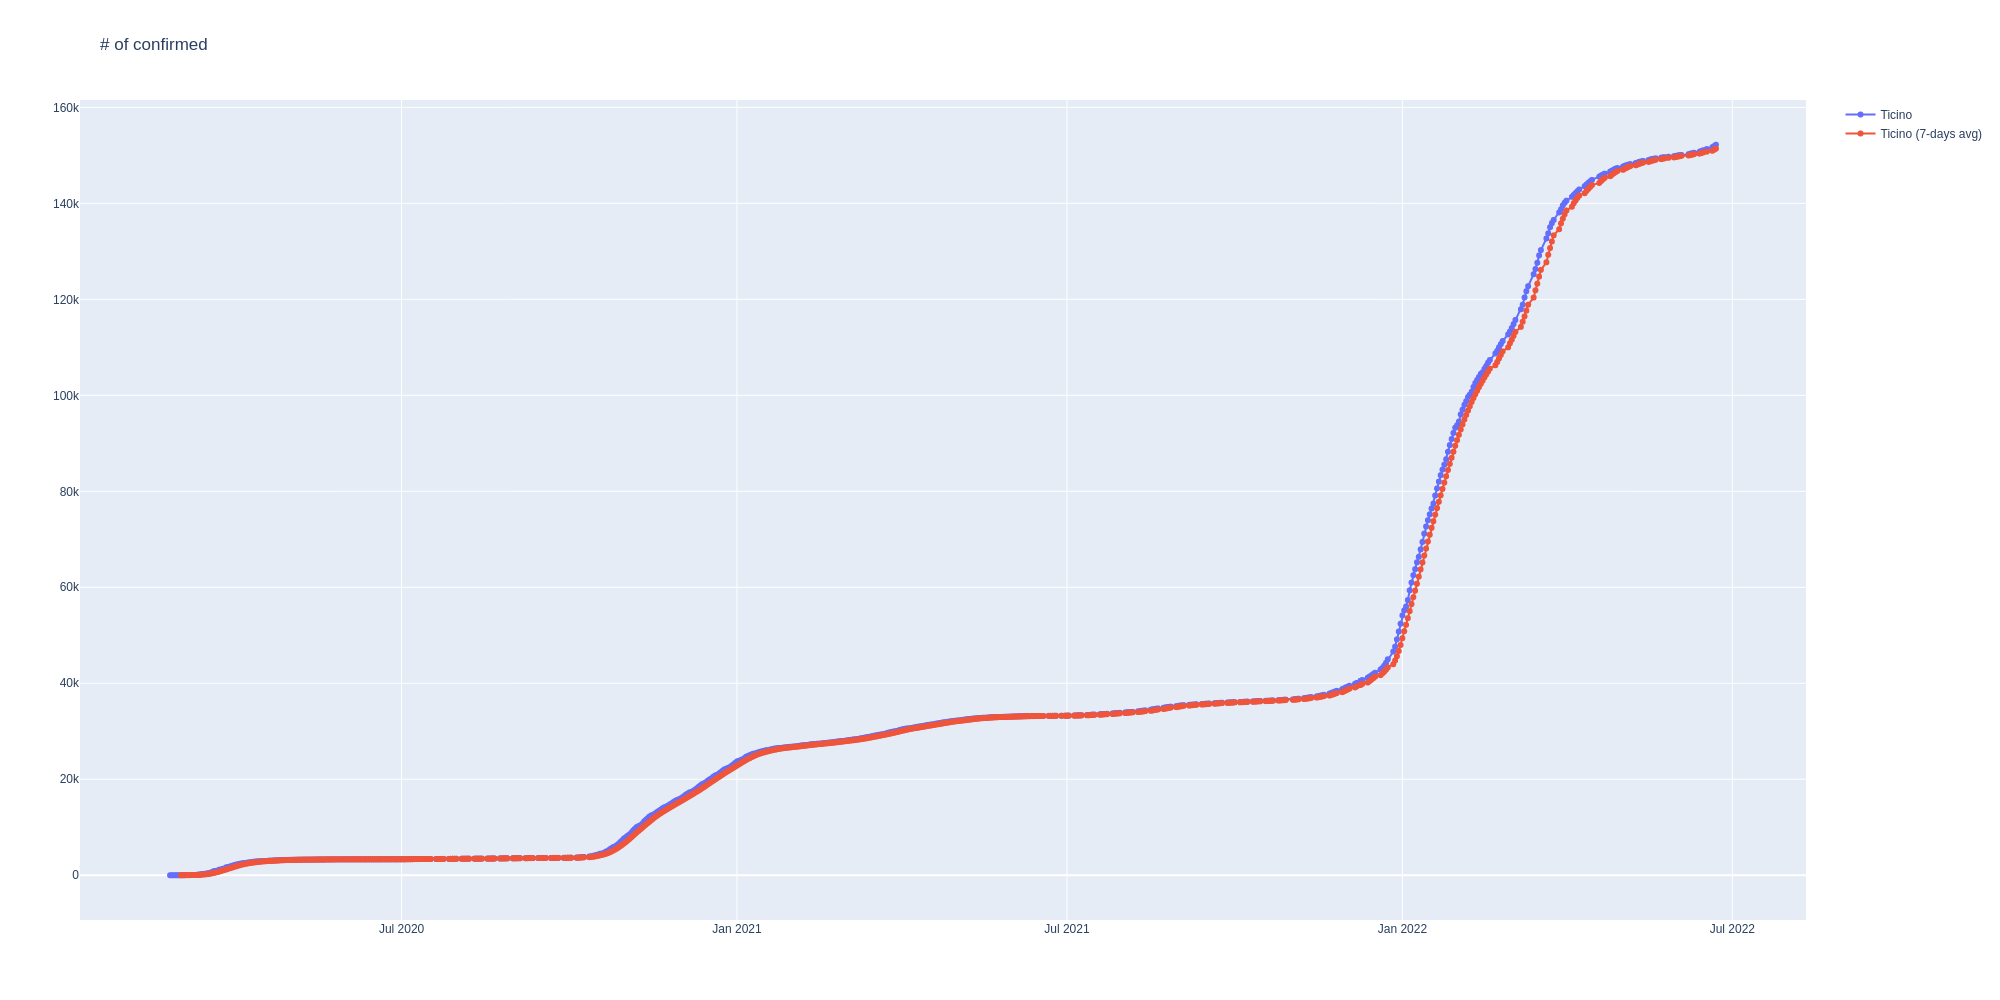 # of confirmed
160k
140k
120k
100k
80k
60k
40k
20k
0
Jul 2020
Jan 2021
Jul 2021
Jan 2022
Jul 2022
Ticino
Ticino (7-days avg)